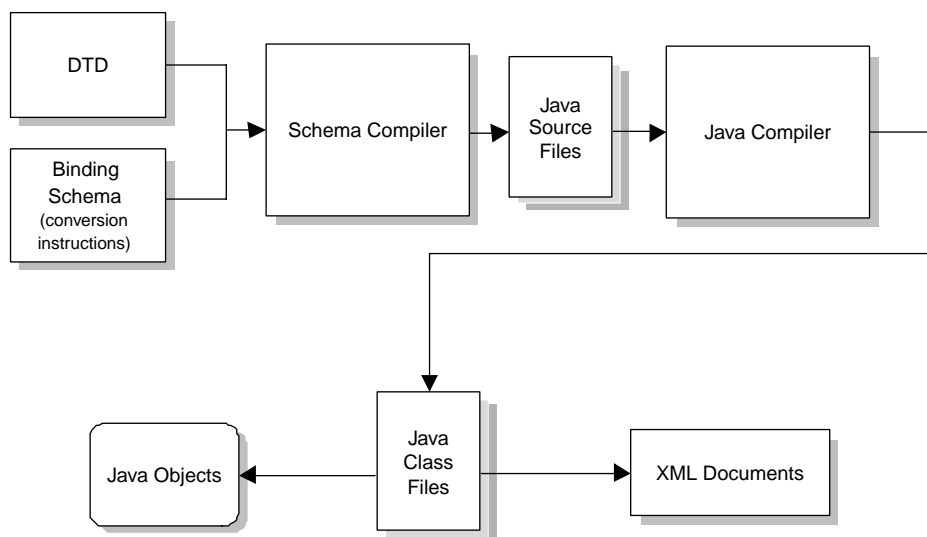 DTD
Binding
Schema
(conversion
instructions)
Schema Compiler
Java
Source
Files
Java Compiler
Java Objects
Java
Class
Files
XML Documents